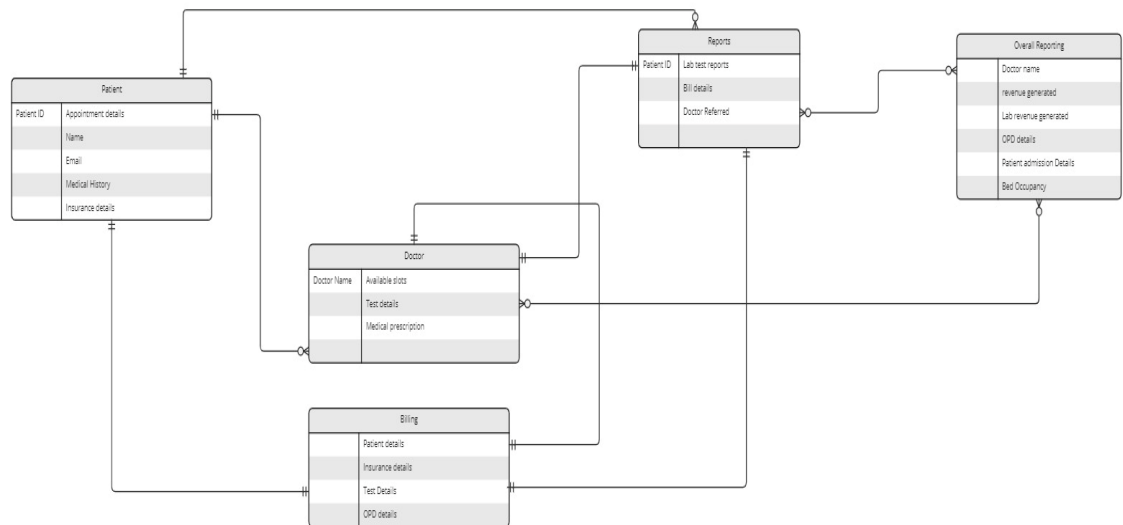 Reports
Patient ID Lab test reports
Bill details
Doctor Referred
Overall Reporting
Doctor name
revenue generated
Lab revenue generated
OPD details
Patient admission Details
Bed Occupancy
Patient
Patient ID Appointment details
Name
Email
Medical History
Insurance details
Doctor
Doctor Name Available slots
Test details
Medical prescription
Billing
Patient details
Insurance details
Test Details
OPD details